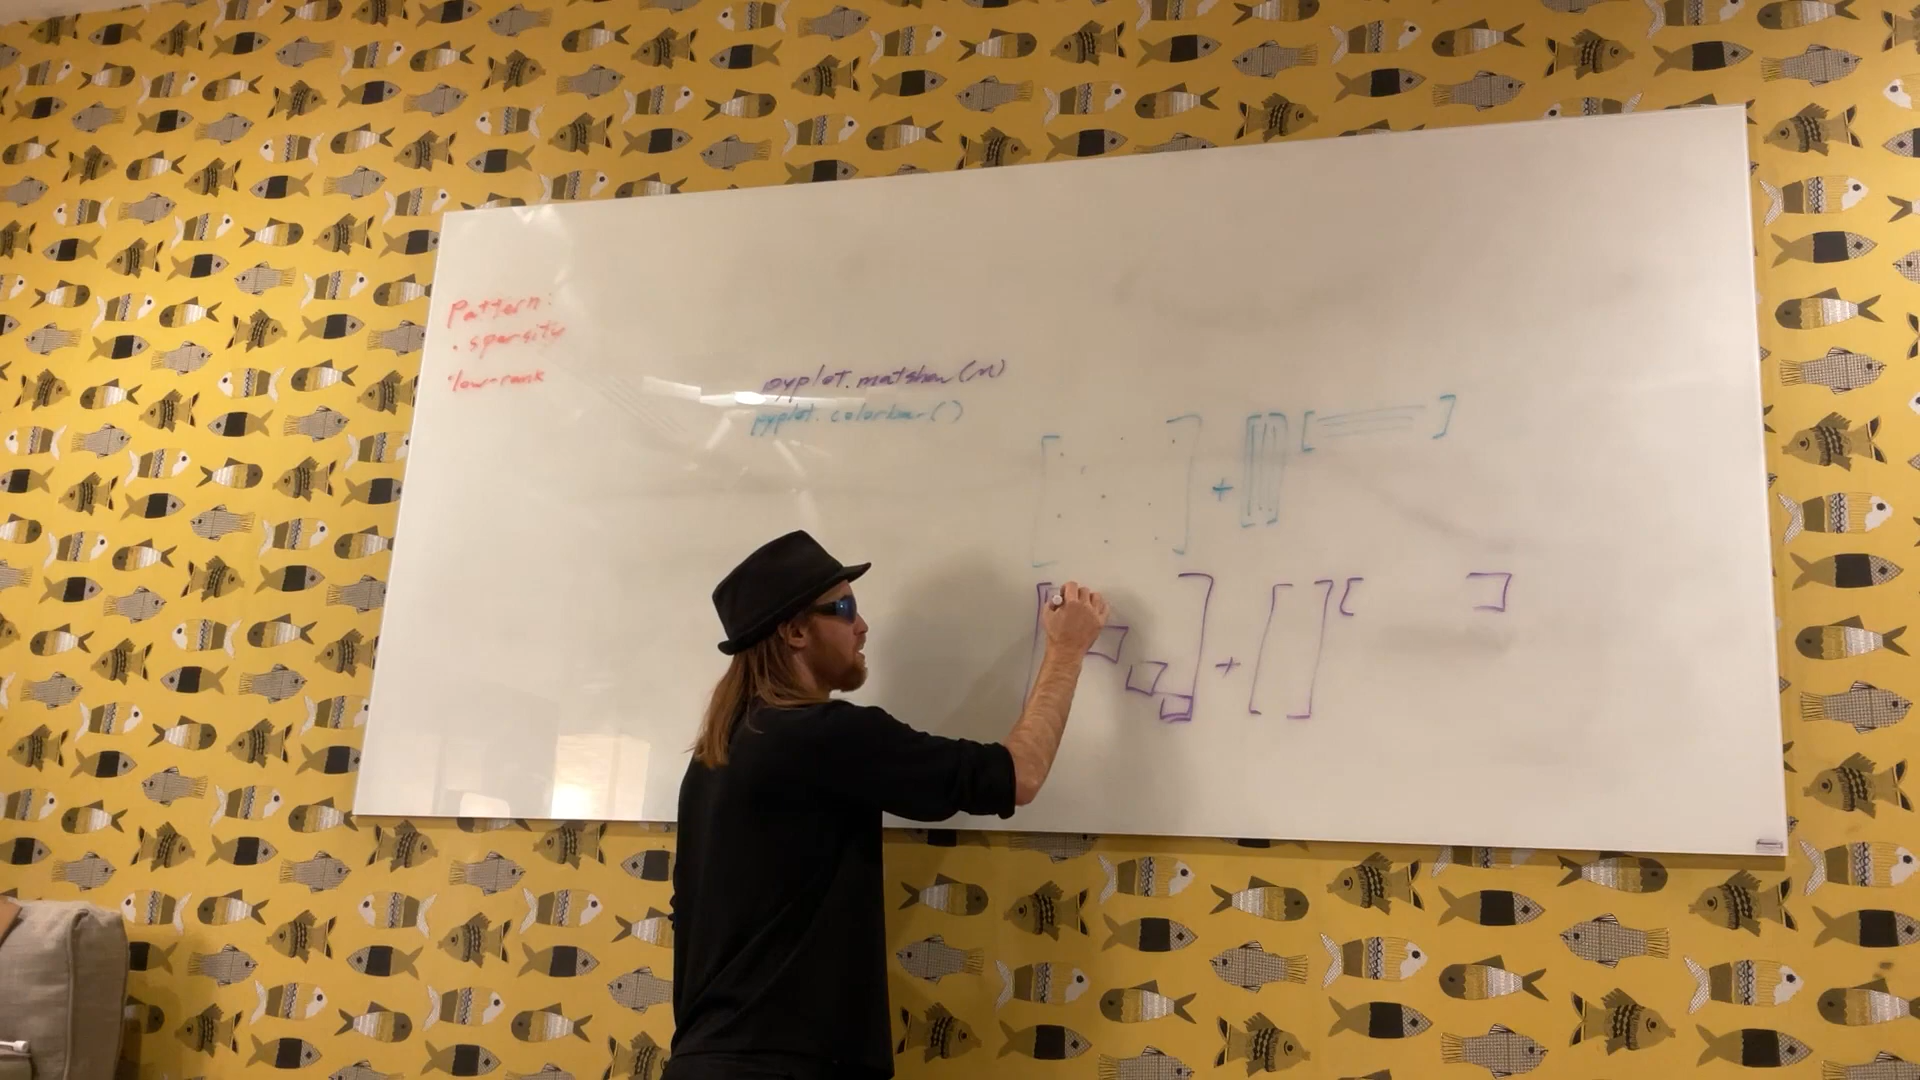 Pattern:
. sparsity
· low-rank
pyplot.matshow(M)
pyplot.colorbar()
+
+